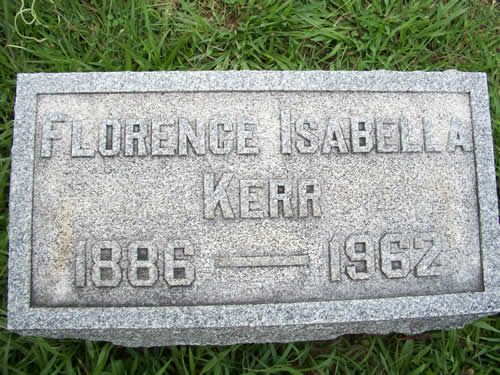 Florence Isabella
Kerr
1886 — 1962